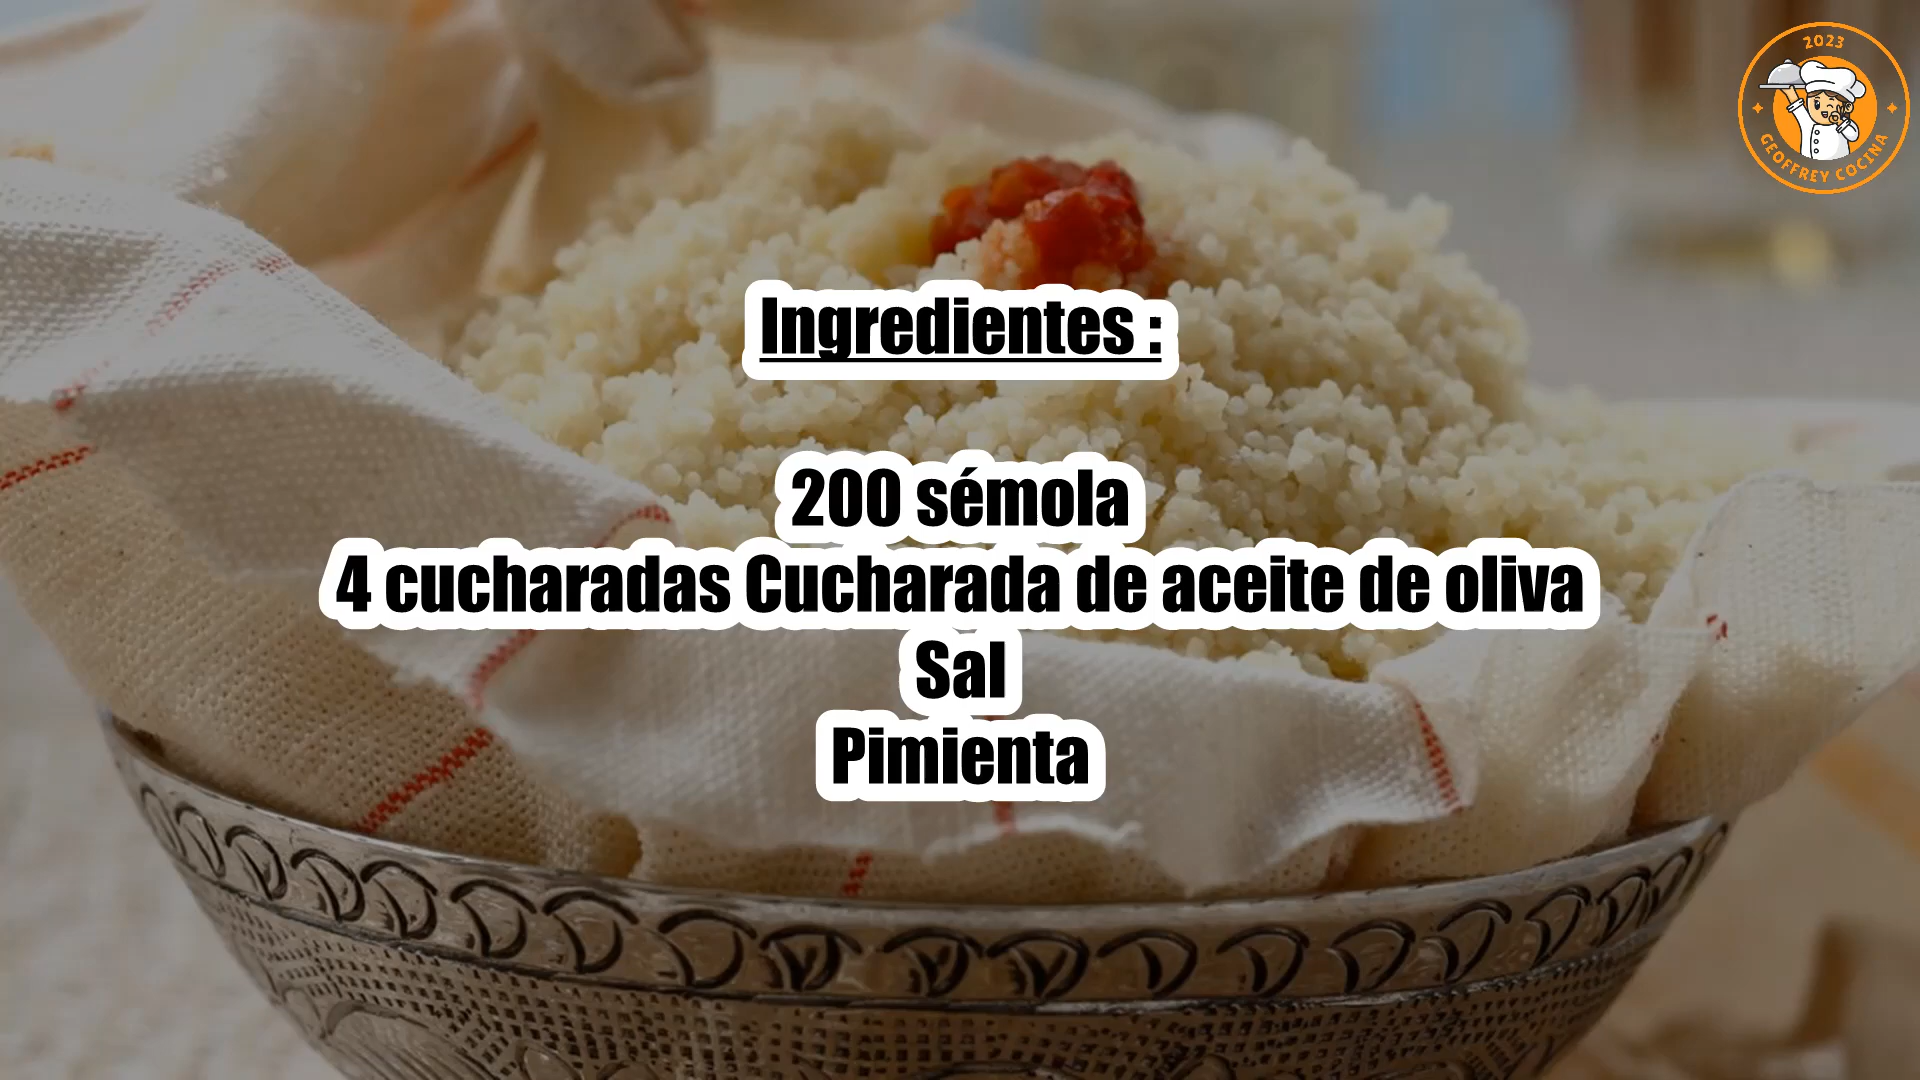 2023
GEOFFREY COCINA
Ingredientes :
200 sémola
4 cucharadas Cucharada de aceite de oliva
Sal
Pimienta